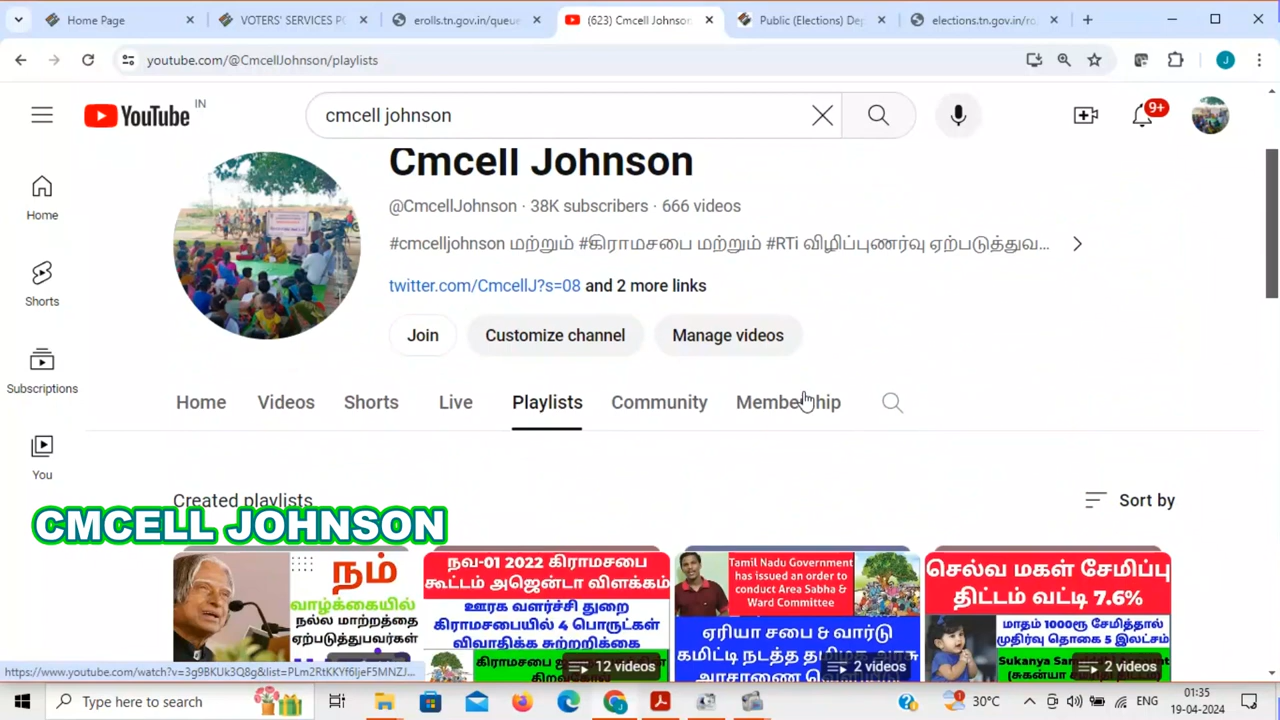 Home Page
VOTERS' SERVICES PO
erolls.tn.gov.in/queue
(623) Cmcell Johnson
Public (Elections) Dep
elections.tn.gov.in/ro
youtube.com/@CmcellJohnson/playlists
J
YouTube IN
cmcell johnson
9+
Cmcell Johnson
@CmcellJohnson · 38K subscribers · 666 videos
#cmcelljohnson மற்றும் #கிராமசபை மற்றும் #RTi விழிப்புணர்வு ஏற்படுத்துவ...
twitter.com/CmcellJ?s=08 and 2 more links
Join
Customize channel
Manage videos
Home
Shorts
Subscriptions
You
Home
Videos
Shorts
Live
Playlists
Community
Membership
Created playlists
Sort by
CMCELL JOHNSON
நம்
வாழ்க்கையில்
நல்ல மாற்றத்தை
ஏற்படுத்துபவர்கள்
நவ-01 2022 கிராமசபை
கூட்டம் அஜெண்டா விளக்கம்
ஊரக வளர்ச்சி துறை
கிராமசபையில் 4 பொருட்கள்
விவாதிக்க சுற்றறிக்கை
12 videos
Tamil Nadu Government
has issued an order to
conduct Area Sabha &
Ward Committee
ஏரியா சபை & வார்டு
கமிட்டி நடத்த தமிழக அரசு
2 videos
செல்வ மகள் சேமிப்பு
திட்டம் வட்டி 7.6%
மாதம் 1000ரூ சேமித்தால்
முதிர்வு தொகை 5 இலட்சம்
2 videos
https://www.youtube.com/watch?v=3g9BKUk3Q8g&list=PLm2RtKKYf6IjeF5MNZJ...
Type here to search
30°C
ENG
01:35
19-04-2024